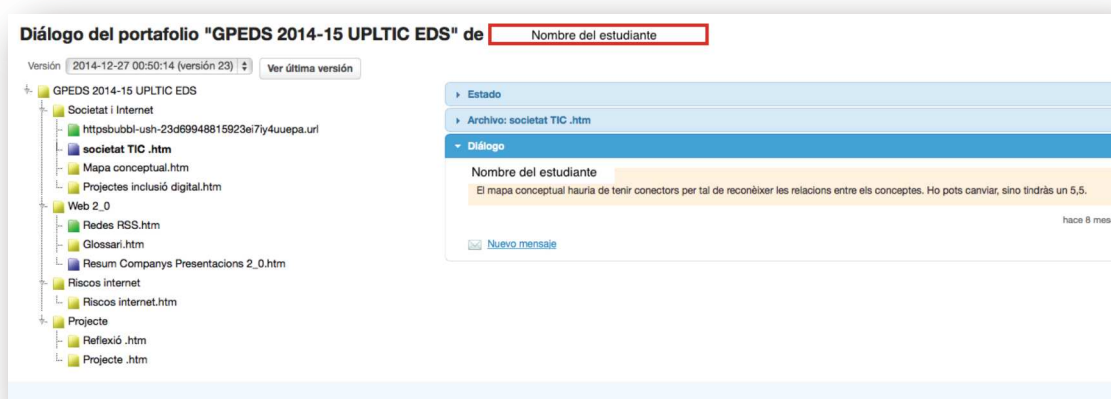 Diálogo del portafolio "GPEDS 2014-15 UPLTIC EDS" de Nombre del estudiante
Versión 2014-12-27 00:50:14 (versión 23) Ver última versión
GPEDS 2014-15 UPLTIC EDS
Societat i Internet
httpsbubbl-ush-23d69948815923ei7iy4uuepa.url
societat TIC .htm
Mapa conceptual.htm
Projectes inclusió digital.htm
Web 2_0
Redes RSS.htm
Glossari.htm
Resum Companys Presentacions 2_0.htm
Riscos internet
Riscos internet.htm
Projecte
Reflexió .htm
Projecte .htm
Estado
Archivo: societat TIC .htm
Diálogo
Nombre del estudiante
El mapa conceptual hauria de tenir conectors per tal de reconèixer les relacions entre els conceptes. Ho pots canviar, sino tindràs un 5,5.
hace 8 mes
Nuevo mensaje